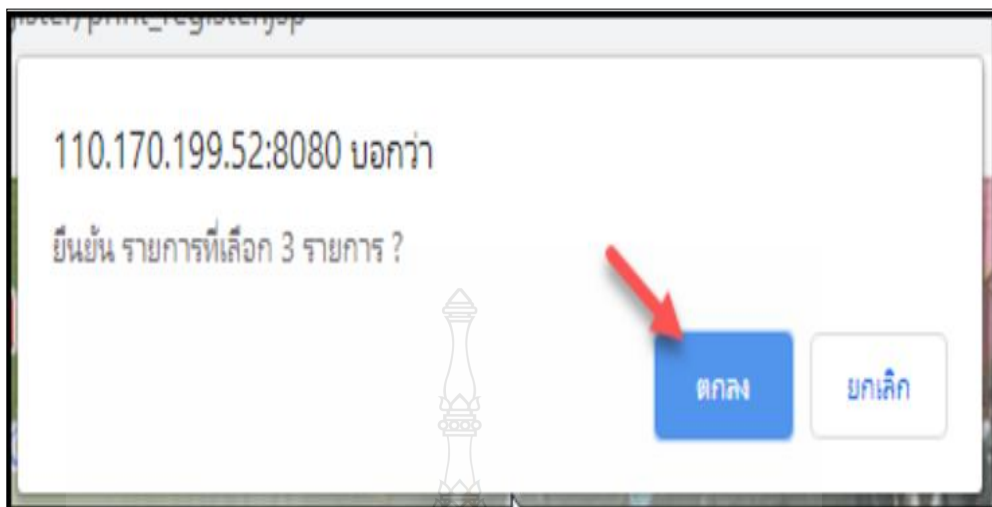 110.170.199.52:8080 บอกว่า
ยืนยัน รายการที่เลือก 3 รายการ ?
ตกลง ยกเลิก